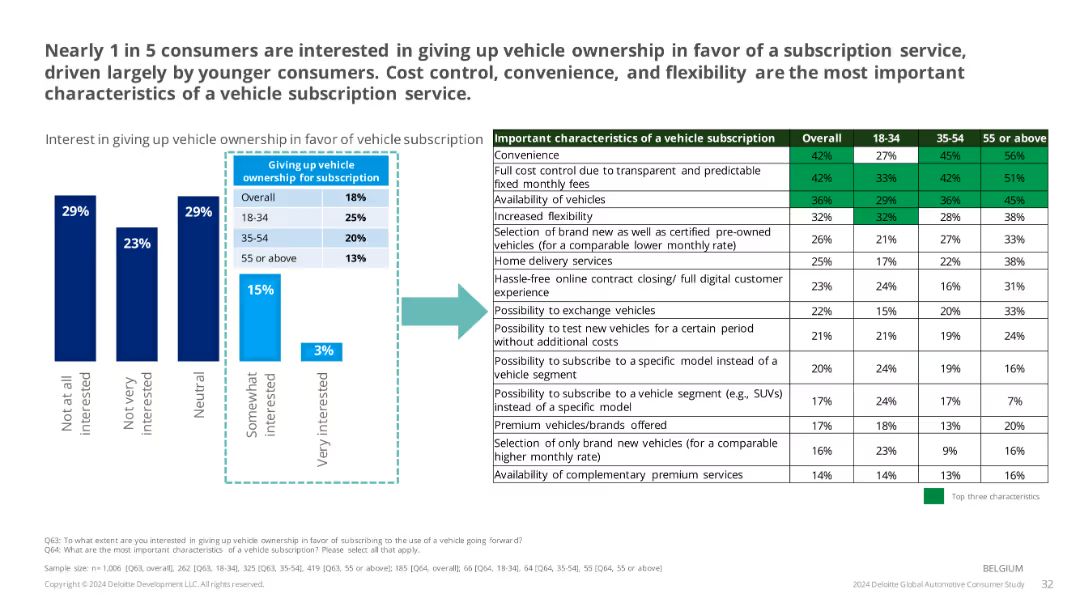 Nearly 1 in 5 consumers are interested in giving up vehicle ownership in favor of a subscription service,
driven largely by younger consumers. Cost control, convenience, and flexibility are the most important
characteristics of a vehicle subscription service.
Interest in giving up vehicle ownership in favor of vehicle subscription
Giving up vehicle
ownership for subscription
Overall 18%
18-34 25%
35-54 20%
55 or above 13%
29%
23%
29%
15%
3%
Not at all
interested
Not very
interested
Neutral
Somewhat
interested
Very interested
Important characteristics of a vehicle subscription Overall 18-34 35-54 55 or above
Convenience 42% 27% 45% 56%
Full cost control due to transparent and predictable
fixed monthly fees 42% 33% 42% 51%
Availability of vehicles 36% 29% 36% 45%
Increased flexibility 32% 32% 28% 38%
Selection of brand new as well as certified pre-owned
vehicles (for a comparable lower monthly rate) 26% 21% 27% 33%
Home delivery services 25% 17% 22% 38%
Hassle-free online contract closing/ full digital customer
experience 23% 24% 16% 31%
Possibility to exchange vehicles 22% 15% 20% 33%
Possibility to test new vehicles for a certain period
without additional costs 21% 21% 19% 24%
Possibility to subscribe to a specific model instead of a
vehicle segment 20% 24% 19% 16%
Possibility to subscribe to a vehicle segment (e.g., SUVs)
instead of a specific model 17% 24% 17% 7%
Premium vehicles/brands offered 17% 18% 13% 20%
Selection of only brand new vehicles (for a comparable
higher monthly rate) 16% 23% 9% 16%
Availability of complementary premium services 14% 14% 13% 16%
Top three characteristics
Q63: To what extent are you interested in giving up vehicle ownership in favor of subscribing to the use of a vehicle going forward?
Q64: What are the most important characteristics of a vehicle subscription? Please select all that apply.
Sample size: n= 1,006 [Q63, overall], 262 [Q63, 18-34], 325 [Q63, 35-54], 419 [Q63, 55 or above]; 185 [Q64, overall]; 66 [Q64, 18-34], 64 [Q64, 35-54], 55 [Q64, 55 or above]
BELGIUM
Copyright © 2024 Deloitte Development LLC. All rights reserved.
2024 Deloitte Global Automotive Consumer Study
32